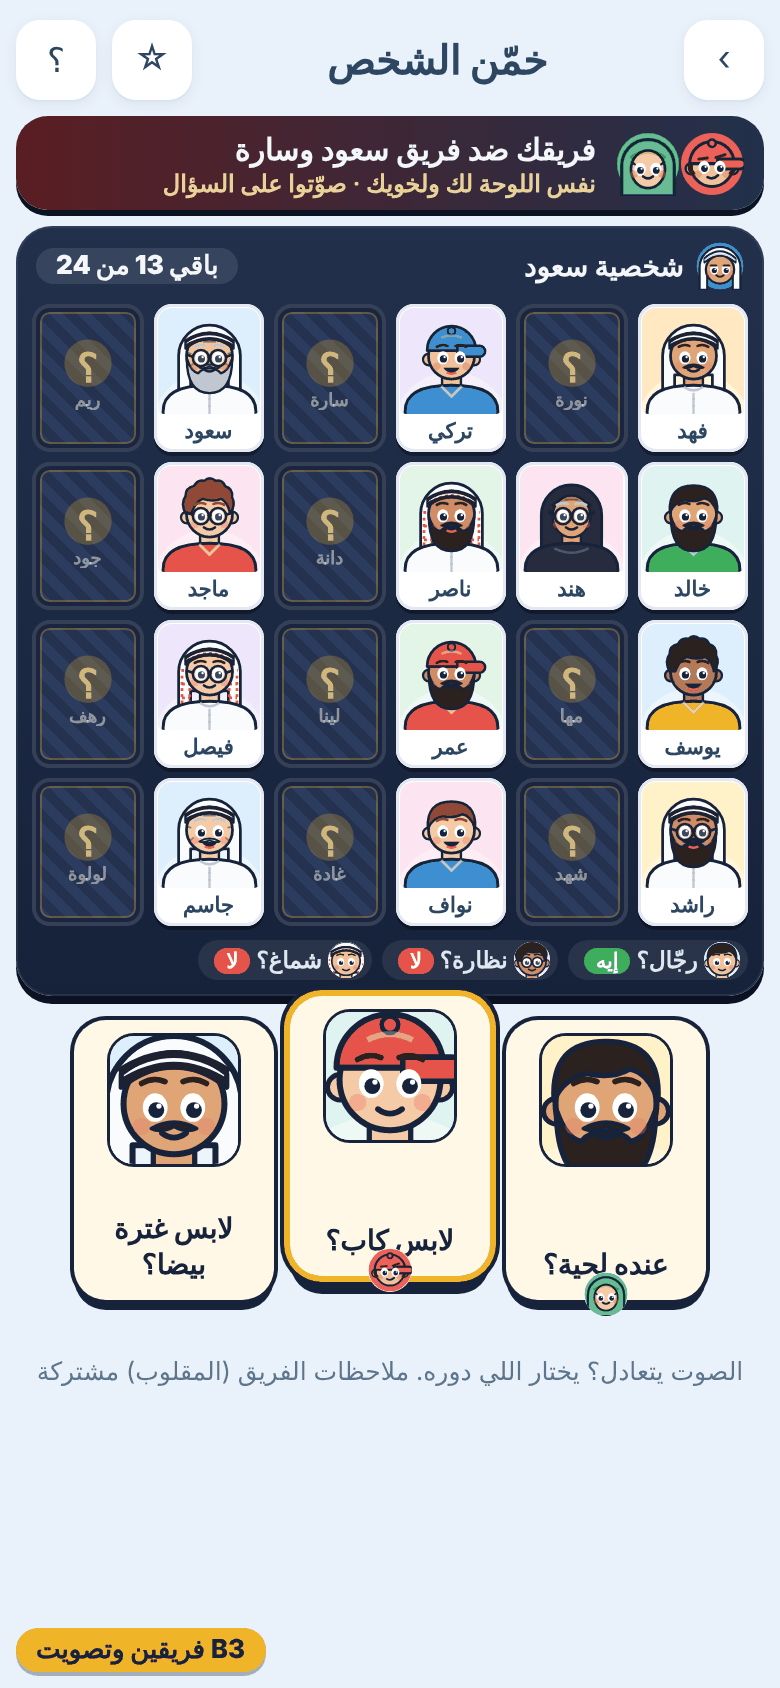 ‹
خمّن الشخص
☆
؟
فريقك ضد فريق سعود وسارة
نفس اللوحة لك ولخويك · صوّتوا على السؤال
شخصية سعود
باقي 13 من 24
فهد
؟ نورة
تركي
؟ سارة
سعود
؟ ريم
خالد
هند
ناصر
؟ دانة
ماجد
؟ جود
يوسف
؟ مها
عمر
؟ لينا
فيصل
؟ رهف
راشد
؟ شهد
نواف
؟ غادة
جاسم
؟ لولوة
رجّال؟ إيه
نظارة؟ لا
شماغ؟ لا
عنده لحية؟
لابس كاب؟
لابس غترة
بيضا؟
الصوت يتعادل؟ يختار اللي دوره. ملاحظات الفريق (المقلوب) مشتركة
B3 فريقين وتصويت